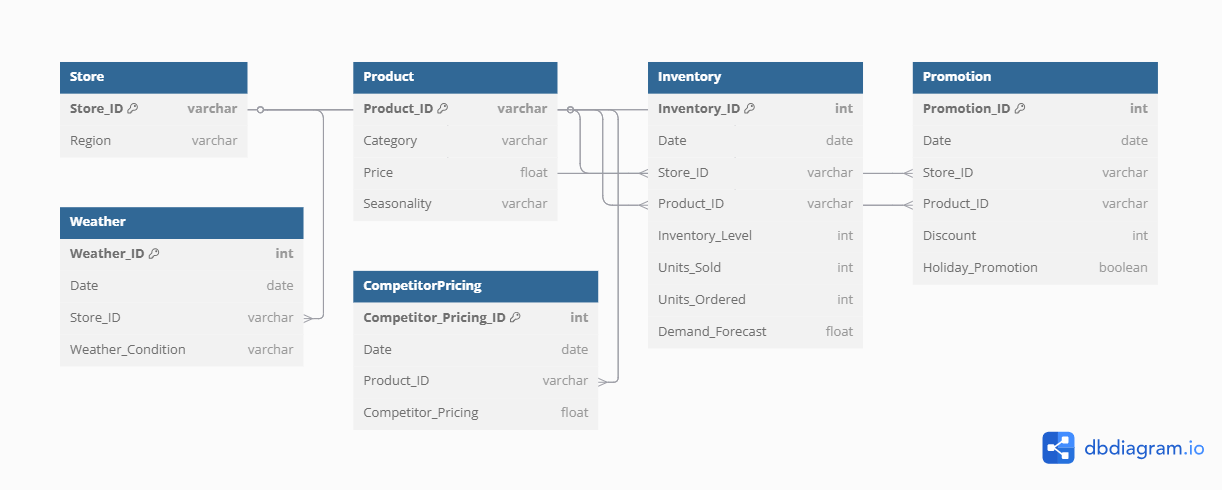 Store
Store_ID varchar
Region varchar
Weather
Weather_ID int
Date date
Store_ID varchar
Weather_Condition varchar
Product
Product_ID varchar
Category varchar
Price float
Seasonality varchar
CompetitorPricing
Competitor_Pricing_ID int
Date date
Product_ID varchar
Competitor_Pricing float
Inventory
Inventory_ID int
Date date
Store_ID varchar
Product_ID varchar
Inventory_Level int
Units_Sold int
Units_Ordered int
Demand_Forecast float
Promotion
Promotion_ID int
Date date
Store_ID varchar
Product_ID varchar
Discount int
Holiday_Promotion boolean
dbdiagram.io